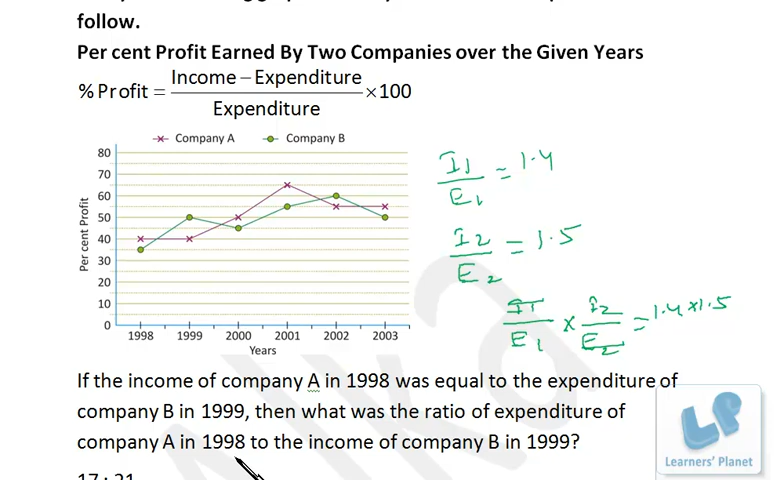 follow.
Per cent Profit Earned By Two Companies over the Given Years
% Profit = (Income – Expenditure / Expenditure) × 100
Company A Company B
80
70
60
50
40
30
20
10
0
Per cent Profit
1998 1999 2000 2001 2002 2003
Years
I1/E1 = 1.4
I2/E2 = 1.5
I1/E1 × I2/E2 = 1.4 × 1.5
If the income of company A in 1998 was equal to the expenditure of
company B in 1999, then what was the ratio of expenditure of
company A in 1998 to the income of company B in 1999?
17 : 21
LP
Learners' Planet
Alka